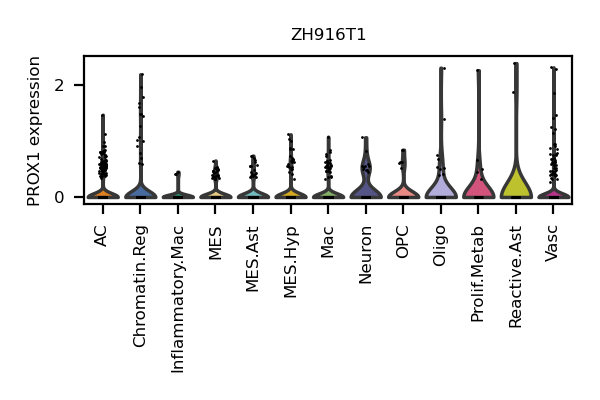 ZH916T1
PROX1 expression
2
0
AC
Chromatin.Reg
Inflammatory.Mac
MES
MES.Ast
MES.Hyp
Mac
Neuron
OPC
Oligo
Prolif.Metab
Reactive.Ast
Vasc